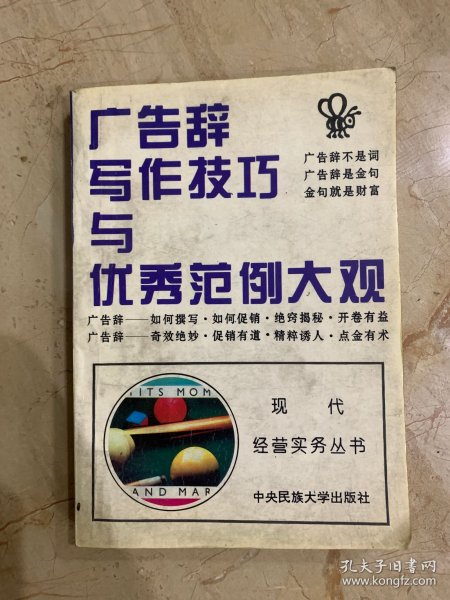 广告辞
写作技巧
与
优秀范例大观
广告辞不是词
广告辞是金句
金句就是财富
广告辞——如何撰写·如何促销·绝窍揭秘·开卷有益
广告辞——奇效绝妙·促销有道·精粹诱人·点金有术
ITS MOM
AND MAR
现代
经营实务丛书
中央民族大学出版社
孔夫子旧书网
www.kongfz.com